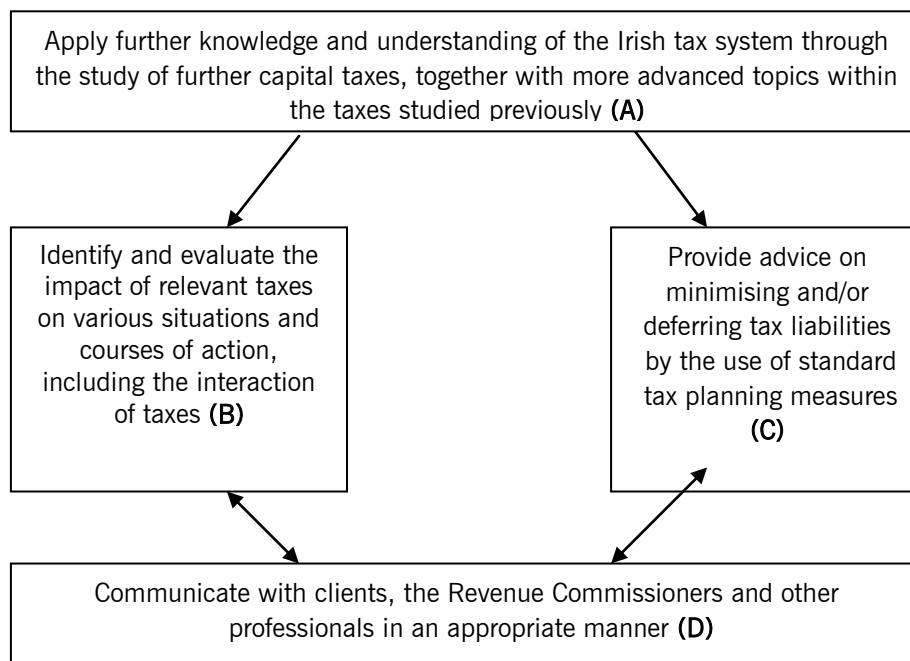 Apply further knowledge and understanding of the Irish tax system through
the study of further capital taxes, together with more advanced topics within
the taxes studied previously (A)
Identify and evaluate the
impact of relevant taxes
on various situations and
courses of action,
including the interaction
of taxes (B)
Provide advice on
minimising and/or
deferring tax liabilities
by the use of standard
tax planning measures
(C)
Communicate with clients, the Revenue Commissioners and other
professionals in an appropriate manner (D)